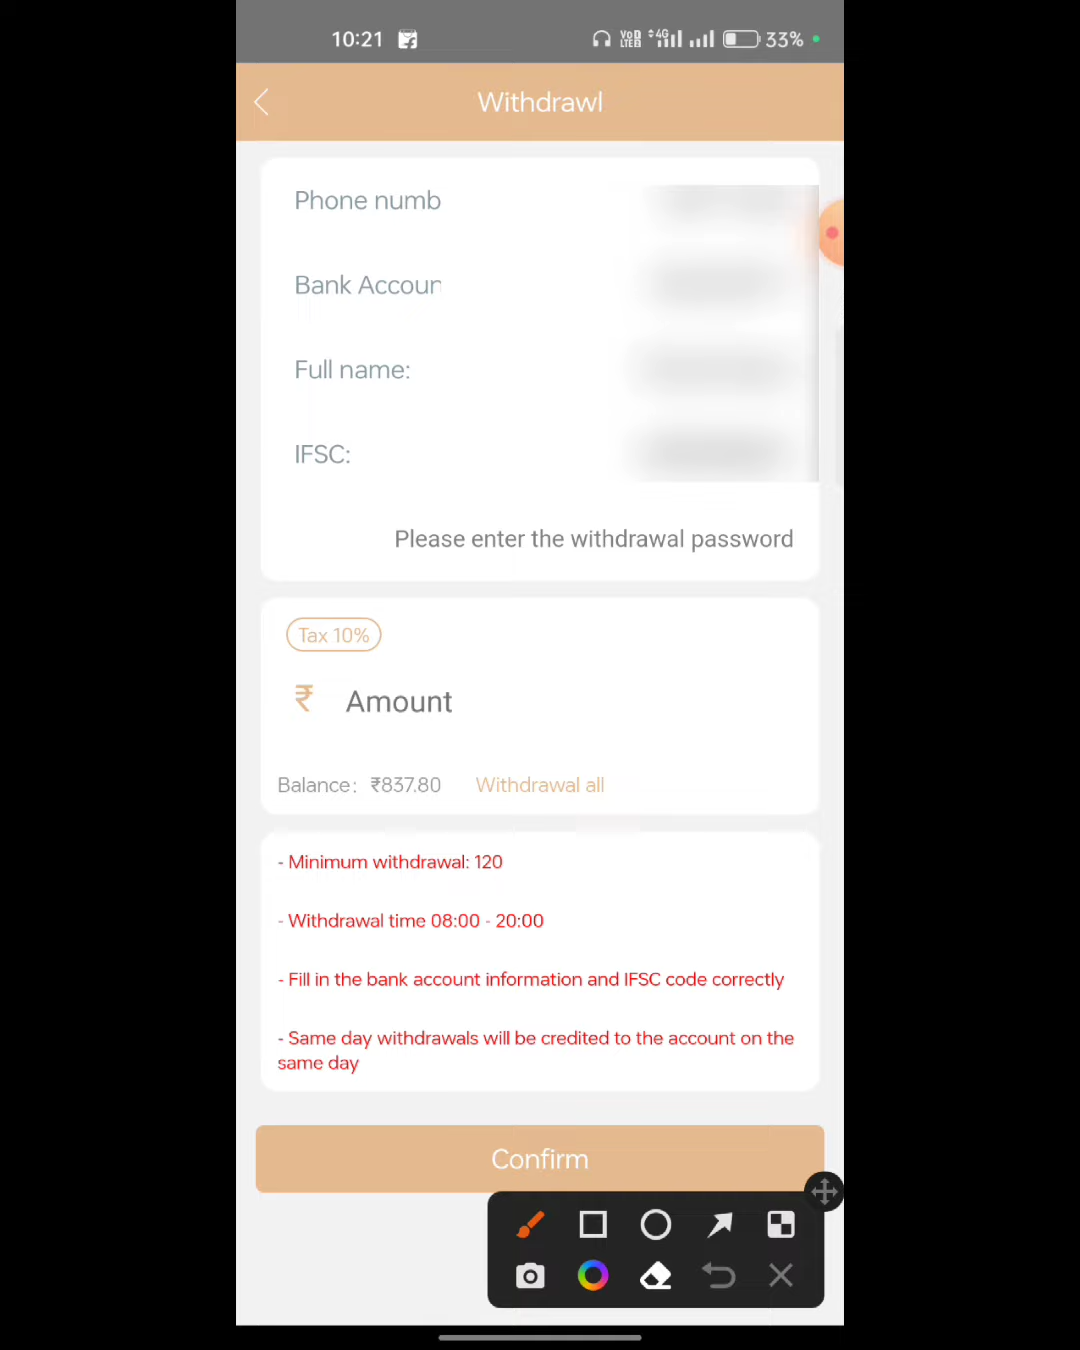 10:21 VoD LTE 4G 33%
Withdrawl
Phone numb
Bank Accour
Full name:
IFSC:
Please enter the withdrawal password
Tax 10%
₹ Amount
Balance: ₹837.80 Withdrawal all
- Minimum withdrawal: 120
- Withdrawal time 08:00 - 20:00
- Fill in the bank account information and IFSC code correctly
- Same day withdrawals will be credited to the account on the
same day
Confirm